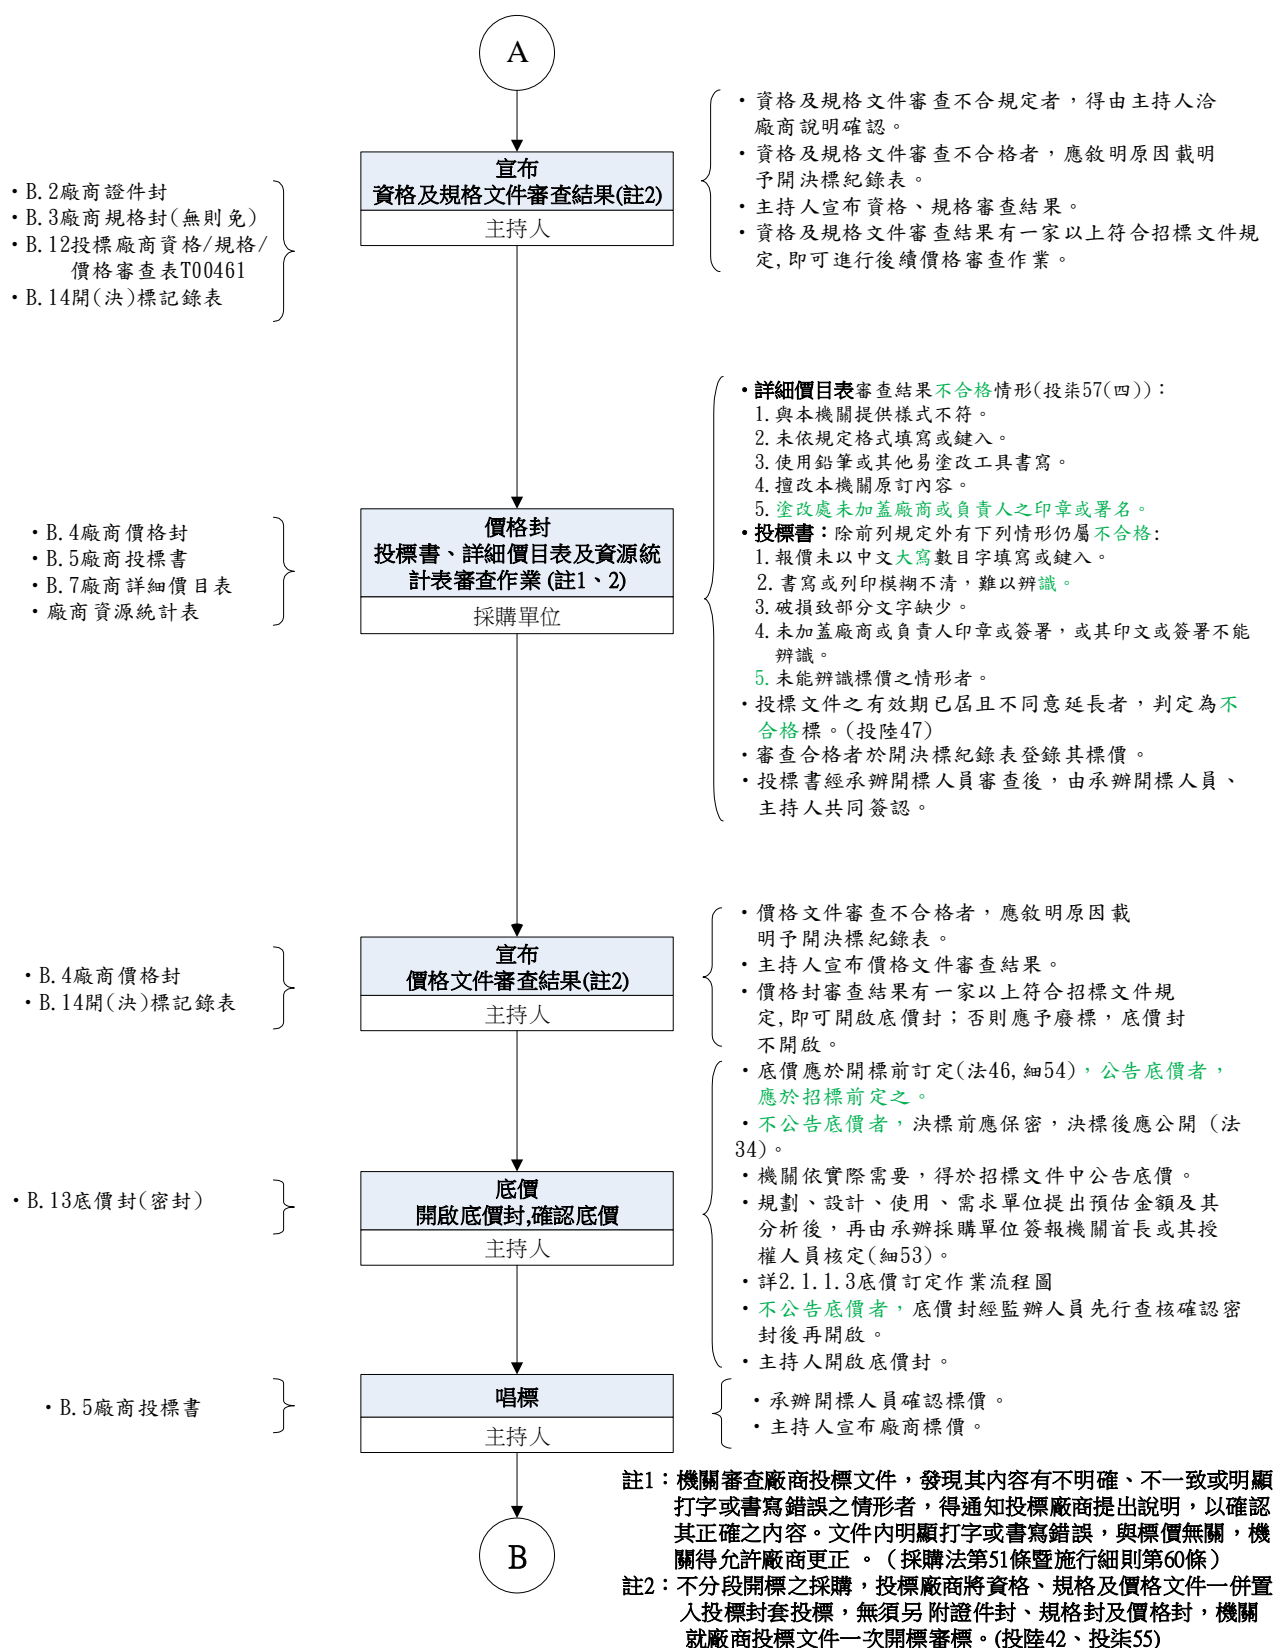 A
宣布
資格及規格文件審查結果(註2)
主持人
・B.2廠商證件封
・B.3廠商規格封(無則免)
・B.12投標廠商資格/規格/
價格審查表T00461
・B.14開(決)標記錄表
・資格及規格文件審查不合規定者，得由主持人洽
廠商說明確認。
・資格及規格文件審查不合格者，應敘明原因載明
予開決標紀錄表。
・主持人宣布資格、規格審查結果。
・資格及規格文件審查結果有一家以上符合招標文件規
定,即可進行後續價格審查作業。
價格封
投標書、詳細價目表及資源統
計表審查作業(註1、2)
採購單位
・B.4廠商價格封
・B.5廠商投標書
・B.7廠商詳細價目表
・廠商資源統計表
・詳細價目表審查結果不合格情形(投柒57(四))：
1.與本機關提供樣式不符。
2.未依規定格式填寫或鍵入。
3.使用鉛筆或其他易塗改工具書寫。
4.擅改本機關原訂內容。
5.塗改處未加蓋廠商或負責人之印章或署名。
・投標書：除前列規定外有下列情形仍屬不合格:
1.報價未以中文大寫數目字填寫或鍵入。
2.書寫或列印模糊不清，難以辨識。
3.破損致部分文字缺少。
4.未加蓋廠商或負責人印章或簽署，或其印文或簽署不能
辨識。
5.未能辨識標價之情形者。
・投標文件之有效期已屆且不同意延長者，判定為不
合格標。(投陸47)
・審查合格者於開決標紀錄表登錄其標價。
・投標書經承辦開標人員審查後，由承辦開標人員、
主持人共同簽認。
宣布
價格文件審查結果(註2)
主持人
・B.4廠商價格封
・B.14開(決)標記錄表
・價格文件審查不合格者，應敘明原因載
明予開決標紀錄表。
・主持人宣布價格文件審查結果。
・價格封審查結果有一家以上符合招標文件規
定,即可開啟底價封；否則應予廢標，底價封
不開啟。
底價
開啟底價封,確認底價
主持人
・B.13底價封(密封)
・底價應於開標前訂定(法46,細54)，公告底價者，
應於招標前定之。
・不公告底價者，決標前應保密，決標後應公開 (法
34)。
・機關依實際需要，得於招標文件中公告底價。
・規劃、設計、使用、需求單位提出預估金額及其
分析後，再由承辦採購單位簽報機關首長或其授
權人員核定(細53)。
・詳2.1.1.3底價訂定作業流程圖
・不公告底價者，底價封經監辦人員先行查核確認密
封後再開啟。
・主持人開啟底價封。
唱標
主持人
・B.5廠商投標書
・承辦開標人員確認標價。
・主持人宣布廠商標價。
B
註1：機關審查廠商投標文件，發現其內容有不明確、不一致或明顯
打字或書寫錯誤之情形者，得通知投標廠商提出說明，以確認
其正確之內容。文件內明顯打字或書寫錯誤，與標價無關，機
關得允許廠商更正 。（採購法第51條暨施行細則第60條）
註2：不分段開標之採購，投標廠商將資格、規格及價格文件一併置
入投標封套投標，無須另附證件封、規格封及價格封，機關
就廠商投標文件一次開標審標。(投陸42、投柒55)